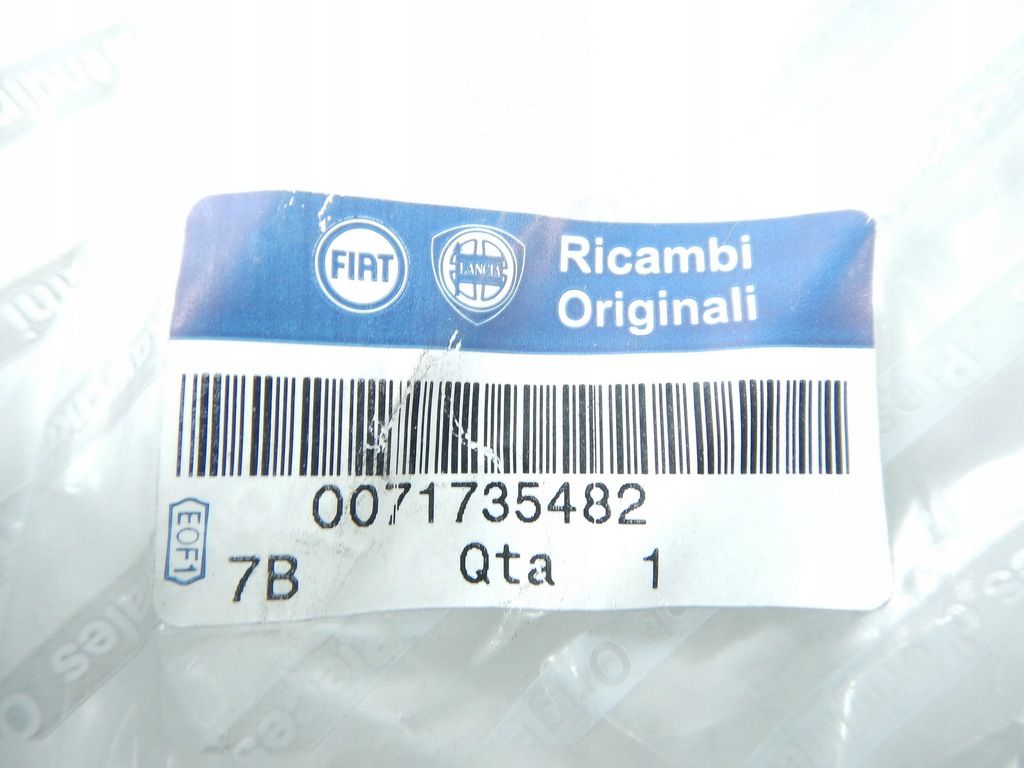 FIAT
LANCIA
Ricambi
Originali
0071735482
EOF1
7B Qta 1